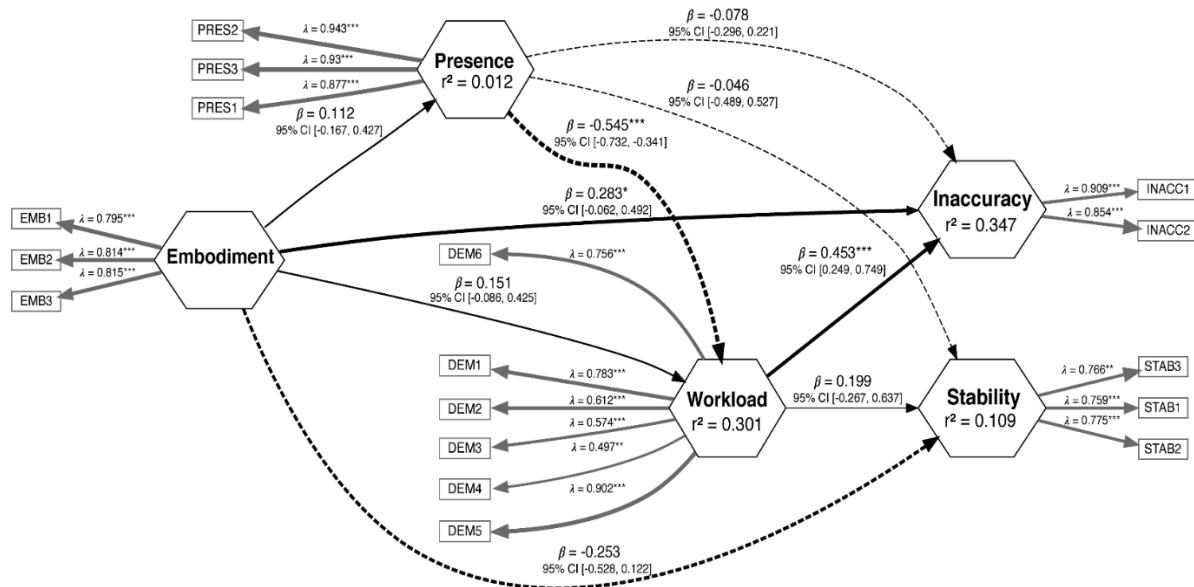 β = -0.078
95% CI [-0.296, 0.221]
PRES2
λ = 0.943***
Presence
r² = 0.012
PRES3
λ = 0.93***
PRES1
λ = 0.877***
β = -0.046
95% CI [-0.489, 0.527]
β = 0.112
95% CI [-0.167, 0.427]
β = -0.545***
95% CI [-0.732, -0.341]
β = 0.283*
95% CI [-0.062, 0.492]
Inaccuracy
r² = 0.347
λ = 0.909***
INACC1
λ = 0.854***
INACC2
EMB1
λ = 0.795***
EMB2
λ = 0.814***
EMB3
λ = 0.815***
Embodiment
DEM6
λ = 0.756***
β = 0.453***
95% CI [0.249, 0.749]
β = 0.151
95% CI [-0.086, 0.425]
DEM1
λ = 0.783***
DEM2
λ = 0.612***
DEM3
λ = 0.574***
λ = 0.497**
DEM4
λ = 0.902***
DEM5
Workload
r² = 0.301
β = 0.199
95% CI [-0.267, 0.637]
Stability
r² = 0.109
λ = 0.766**
STAB3
λ = 0.759***
STAB1
λ = 0.775***
STAB2
β = -0.253
95% CI [-0.528, 0.122]